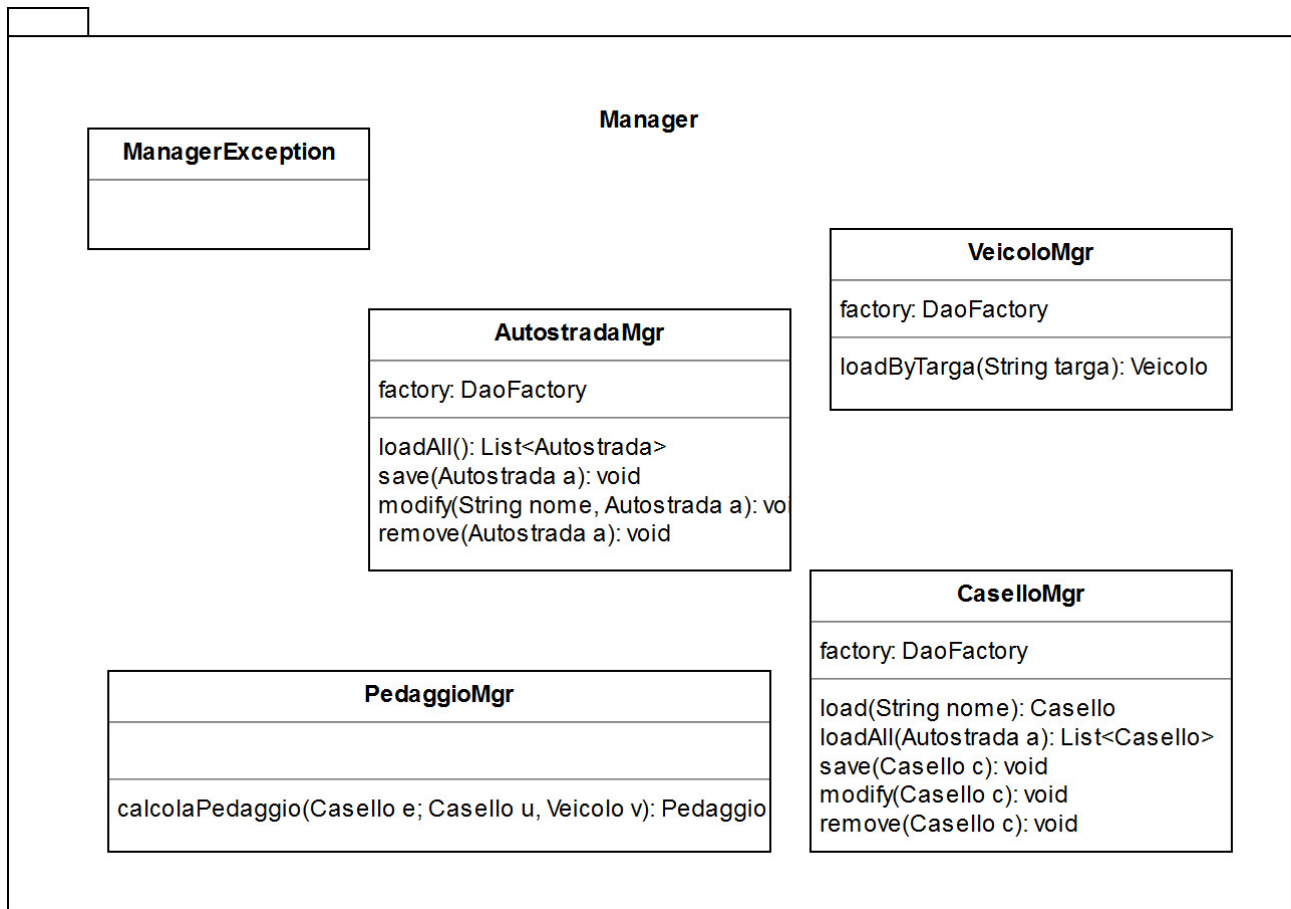 Manager
ManagerException
VeicoloMgr
factory: DaoFactory
loadByTarga(String targa): Veicolo
AutostradaMgr
factory: DaoFactory
loadAll(): List<Autostrada>
save(Autostrada a): void
modify(String nome, Autostrada a): voi
remove(Autostrada a): void
CaselloMgr
factory: DaoFactory
load(String nome): Casello
loadAll(Autostrada a): List<Casello>
save(Casello c): void
modify(Casello c): void
remove(Casello c): void
PedaggioMgr
calcolaPedaggio(Casello e; Casello u, Veicolo v): Pedaggio